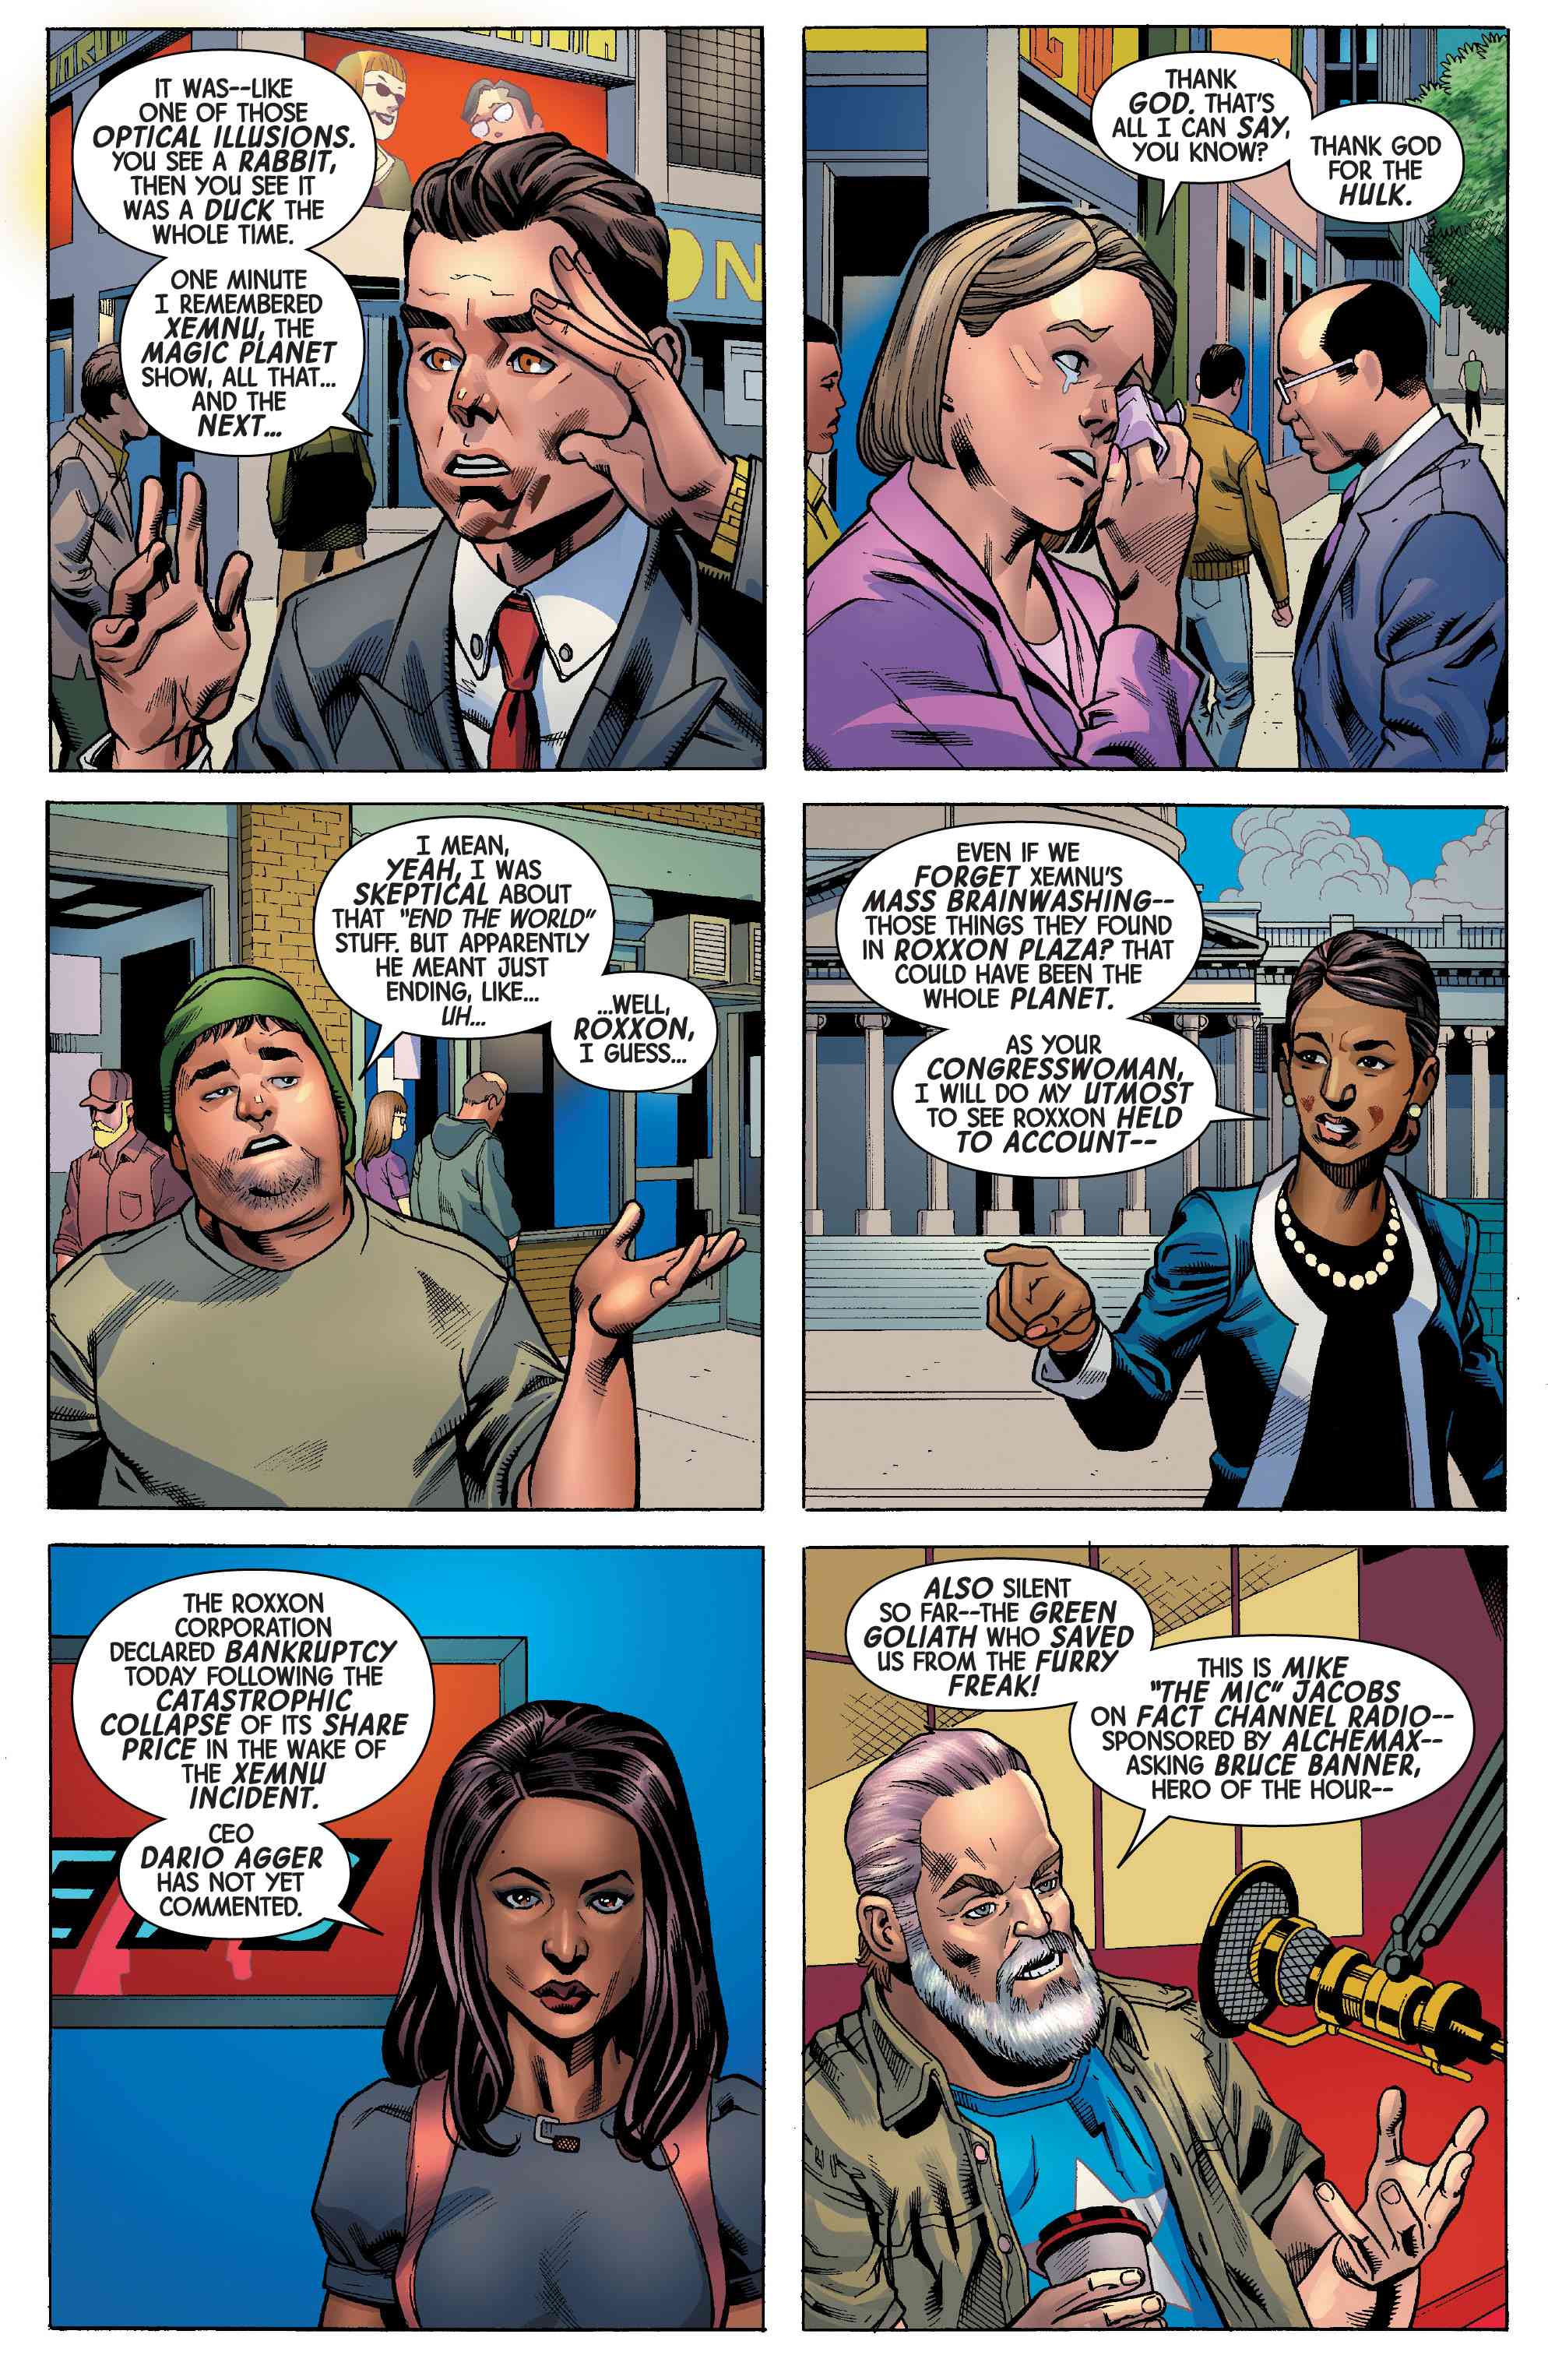 IT WAS--LIKE
ONE OF THOSE
OPTICAL ILLUSIONS.
YOU SEE A RABBIT,
THEN YOU SEE IT
WAS A DUCK THE
WHOLE TIME.
ONE MINUTE
I REMEMBERED
XEMNU, THE
MAGIC PLANET
SHOW, ALL THAT...
AND THE
NEXT...
ON
THANK
GOD. THAT'S
ALL I CAN SAY,
YOU KNOW?
THANK GOD
FOR THE
HULK.
I MEAN,
YEAH, I WAS
SKEPTICAL ABOUT
THAT "END THE WORLD"
STUFF. BUT APPARENTLY
HE MEANT JUST
ENDING, LIKE...
UH...
...WELL,
ROXXON,
I GUESS...
EVEN IF WE
FORGET XEMNU'S
MASS BRAINWASHING--
THOSE THINGS THEY FOUND
IN ROXXON PLAZA? THAT
COULD HAVE BEEN THE
WHOLE PLANET.
AS YOUR
CONGRESSWOMAN,
I WILL DO MY UTMOST
TO SEE ROXXON HELD
TO ACCOUNT--
THE ROXXON
CORPORATION
DECLARED BANKRUPTCY
TODAY FOLLOWING THE
CATASTROPHIC
COLLAPSE OF ITS SHARE
PRICE IN THE WAKE OF
THE XEMNU
INCIDENT.
CEO
DARIO AGGER
HAS NOT YET
COMMENTED.
ALSO SILENT
SO FAR--THE GREEN
GOLIATH WHO SAVED
US FROM THE FURRY
FREAK!
THIS IS MIKE
"THE MIC" JACOBS
ON FACT CHANNEL RADIO--
SPONSORED BY ALCHEMAX--
ASKING BRUCE BANNER,
HERO OF THE HOUR--